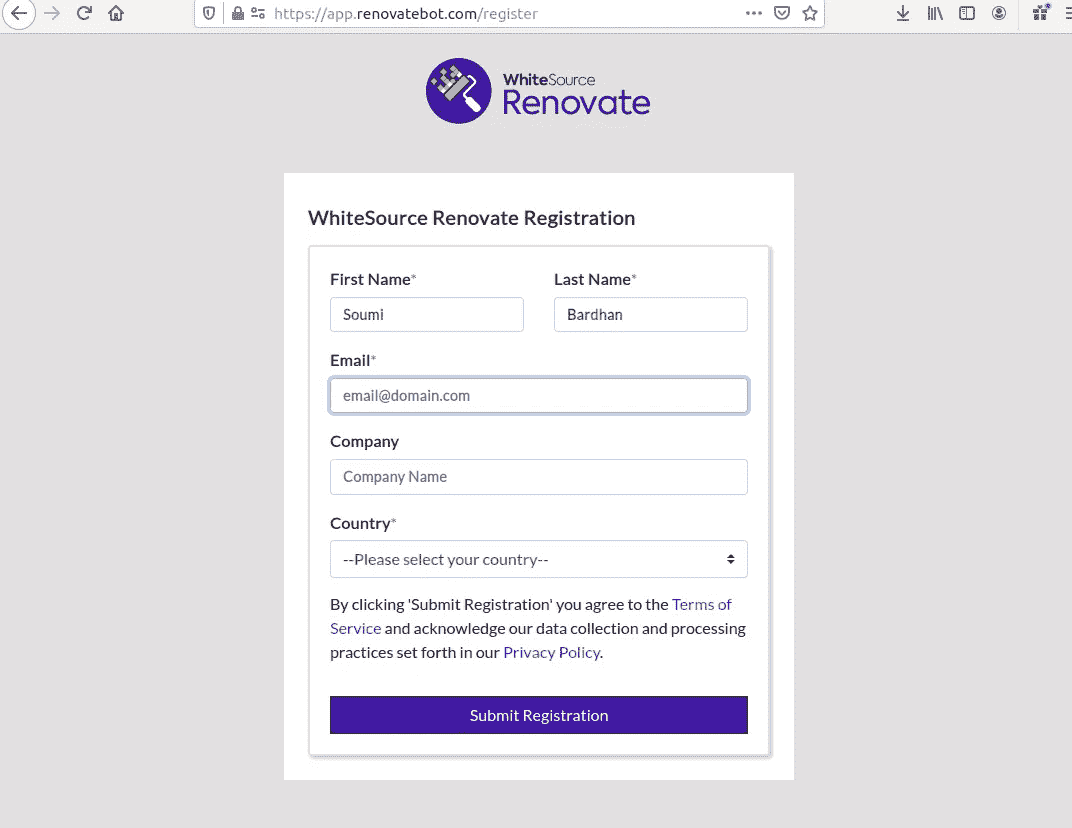 https://app.renovatebot.com/register
WhiteSource
Renovate
WhiteSource Renovate Registration
First Name* Last Name*
Soumi Bardhan
Email*
email@domain.com
Company
Company Name
Country*
--Please select your country--
By clicking 'Submit Registration' you agree to the Terms of
Service and acknowledge our data collection and processing
practices set forth in our Privacy Policy.
Submit Registration